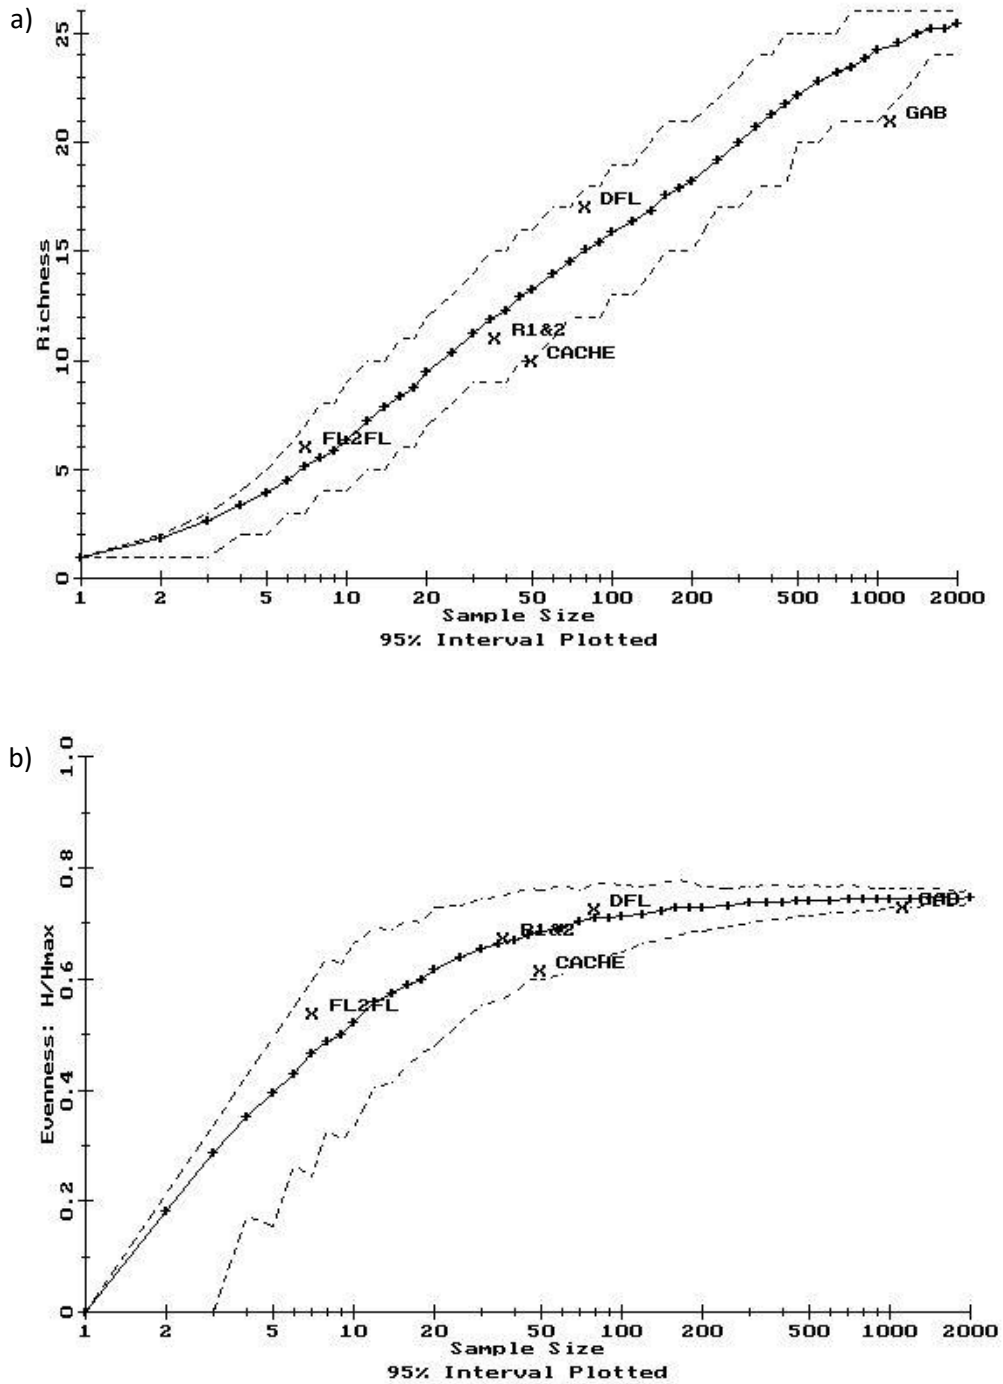 a)
25
20
15
10
5
0
Richness
GAB
DFL
R1&2
CACHE
FL2FL
1 2 5 10 20 50 100 200 500 1000 2000
Sample Size
95% Interval Plotted
b)
1.0
0.8
0.6
0.4
0.2
0
Evenness: H/Hmax
DFL
R1&2
CACHE
FL2FL
1 2 5 10 20 50 100 200 500 1000 2000
Sample Size
95% Interval Plotted